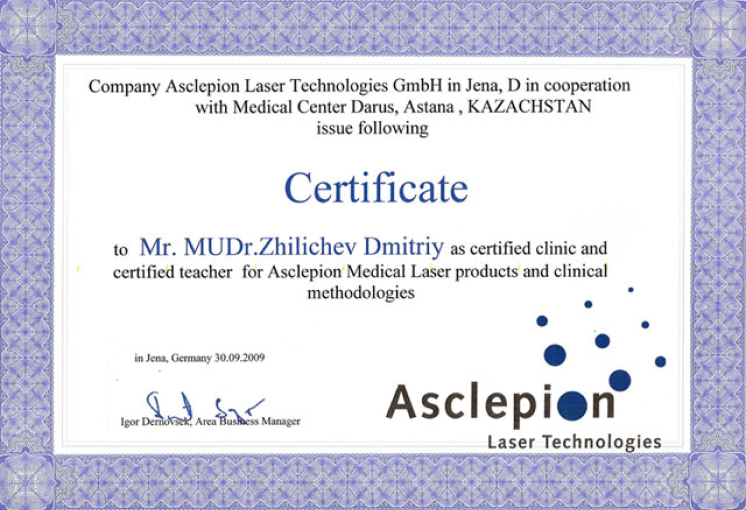 Company Asclepion Laser Technologies GmbH in Jena, D in cooperation
with Medical Center Darus, Astana , KAZACHSTAN
issue following
Certificate
to Mr. MUDr.Zhilichev Dmitriy as certified clinic and
certified teacher for Asclepion Medical Laser products and clinical
methodologies
in Jena, Germany 30.09.2009
Igor Dernovsek, Area Business Manager
Asclepion
Laser Technologies